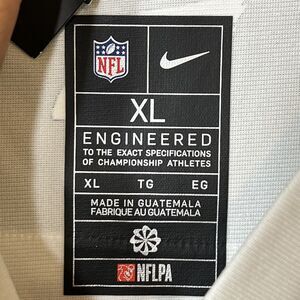 NFL
XL
ENGINEERED
TO THE EXACT SPECIFICATIONS
OF CHAMPIONSHIP ATHLETES
XL TG EG
MADE IN GUATEMALA
FABRIQUE AU GUATEMALA
NFLPA